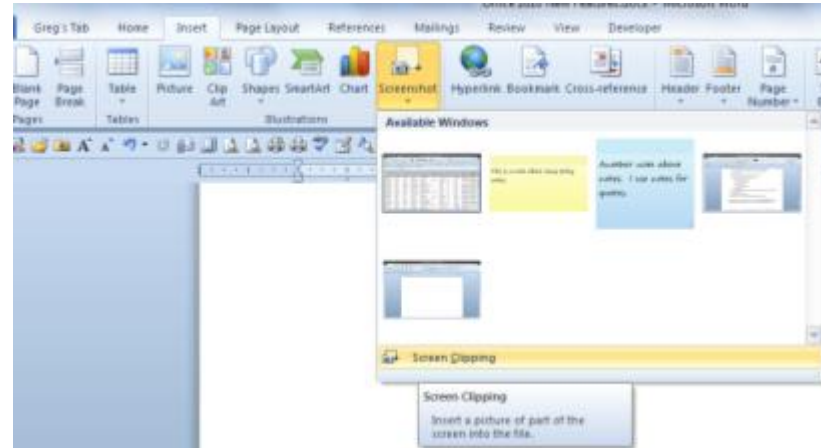 Office 2010 New Features.docx - Microsoft Word
Greg's Tab Home Insert Page Layout References Mailings Review View Developer
Blank Page Table Picture Clip Shapes SmartArt Chart Screenshot Hyperlink Bookmark Cross-reference Header Footer Page
Page Break Art Number
Pages Tables Illustrations
Available Windows
Another note about
notes. I use notes for
quotes.
Screen Clipping
Screen Clipping
Insert a picture of part of the
screen into the file.